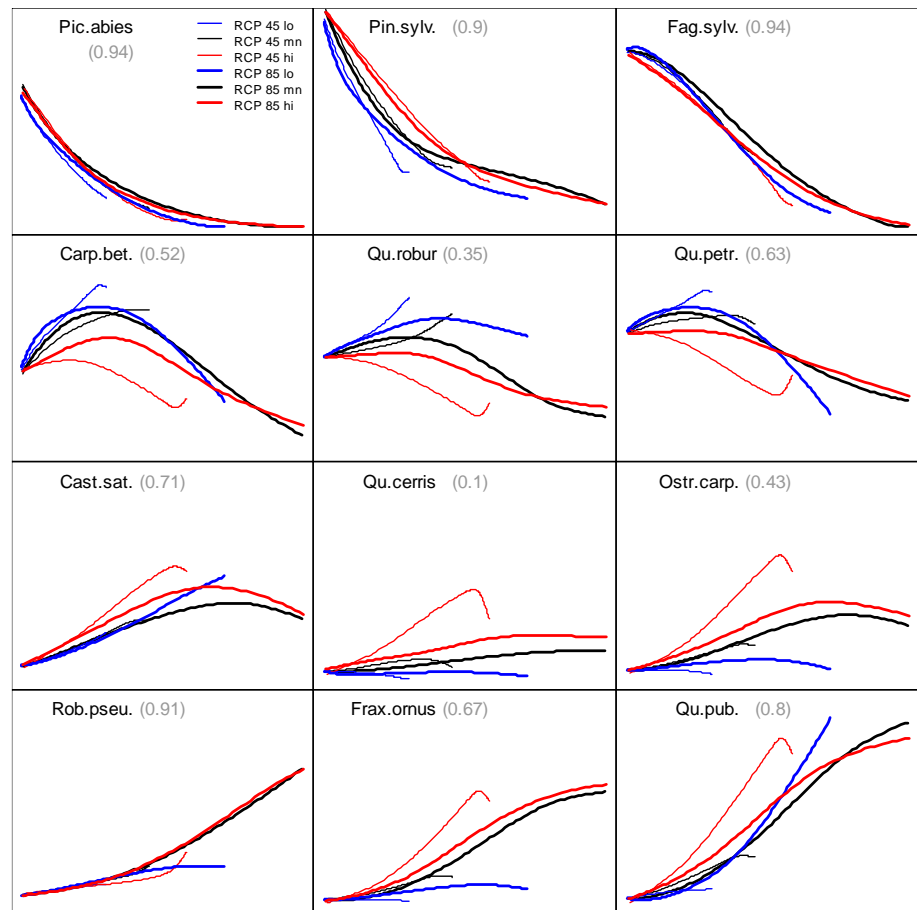 Pic.abies
(0.94)
RCP 45 lo
RCP 45 mn
RCP 45 hi
RCP 85 lo
RCP 85 mn
RCP 85 hi
Pin.sylv. (0.9)
Fag.sylv. (0.94)
Carp.bet. (0.52)
Qu.robur (0.35)
Qu.petr. (0.63)
Cast.sat. (0.71)
Qu.cerris (0.1)
Ostr.carp. (0.43)
Rob.pseu. (0.91)
Frax.ornus (0.67)
Qu.pub. (0.8)